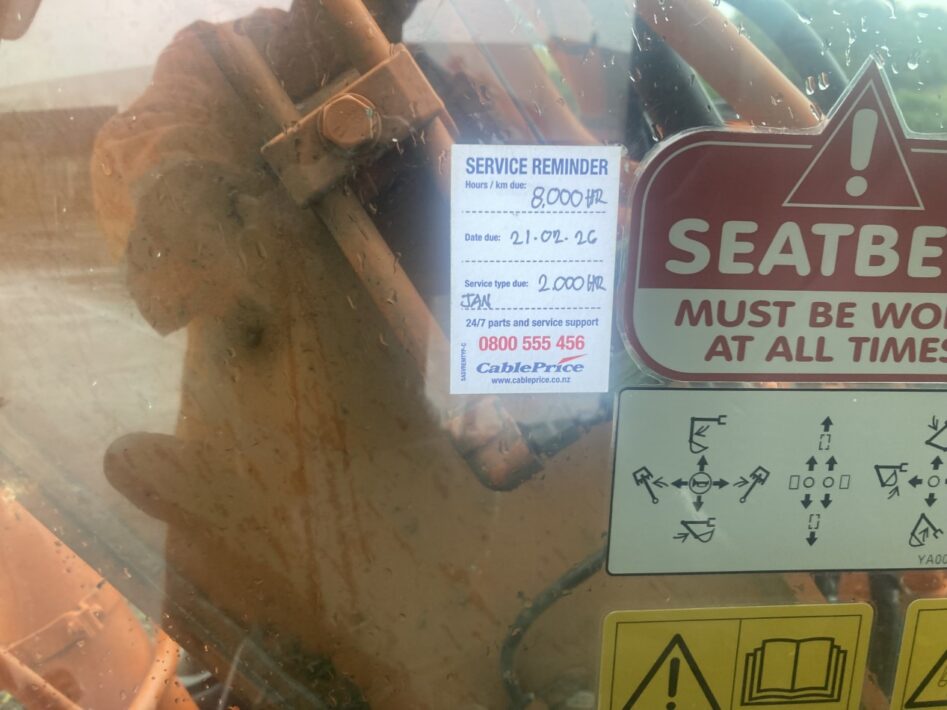 SERVICE REMINDER
Hours / km due: 8,000 HR
Date due: 21.02.26
Service type due: 2.000 HR
JAN
24/7 parts and service support
0800 555 456
CablePrice
www.cableprice.co.nz
SEATBE
MUST BE WO
AT ALL TIMES
YA00